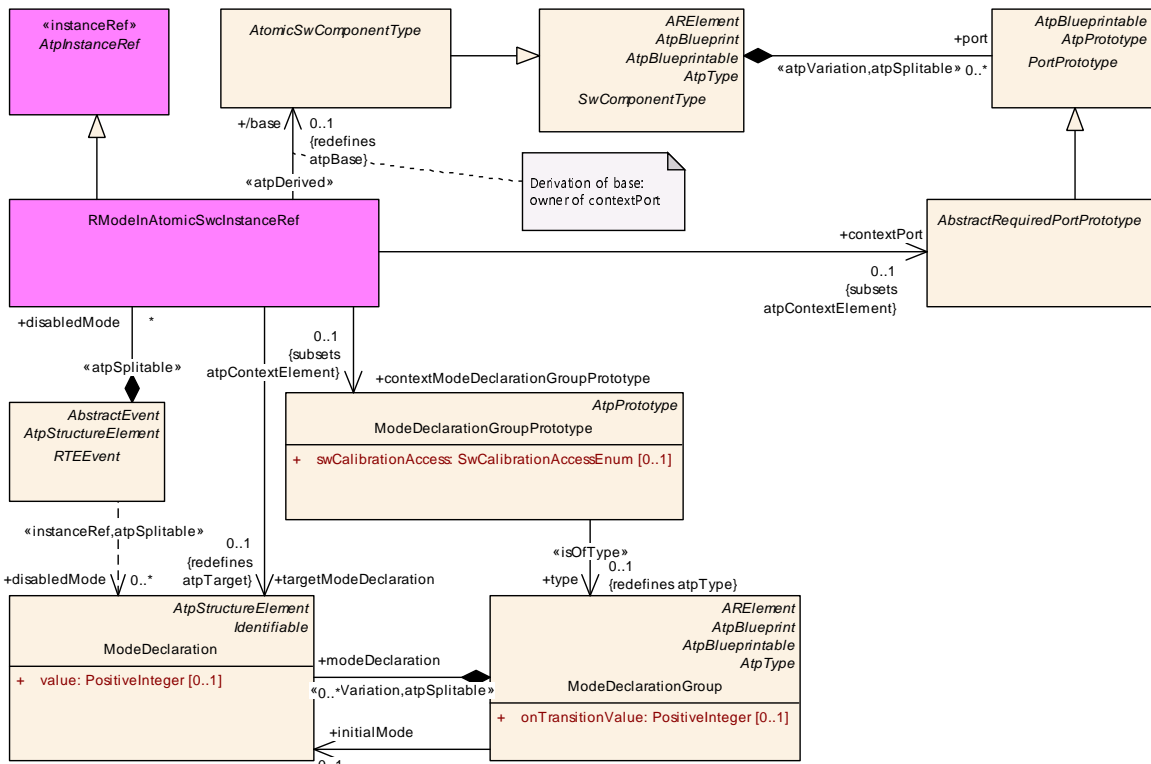 «instanceRef»
AtpInstanceRef
AtomicSwComponentType
ARElement
AtpBlueprint
AtpBlueprintable
AtpType
SwComponentType
+port
«atpVariation,atpSplitable» 0..*
AtpBlueprintable
AtpPrototype
PortPrototype
+/base
0..1
{redefines
atpBase}
«atpDerived»
Derivation of base:
owner of contextPort
RModeInAtomicSwcInstanceRef
AbstractRequiredPortPrototype
+contextPort
0..1
{subsets
atpContextElement}
+disabledMode
*
«atpSplitable»
0..1
{subsets
atpContextElement}
+contextModeDeclarationGroupPrototype
AbstractEvent
AtpStructureElement
RTEEvent
AtpPrototype
ModeDeclarationGroupPrototype
+ swCalibrationAccess: SwCalibrationAccessEnum [0..1]
«instanceRef,atpSplitable»
+disabledMode
0..*
0..1
{redefines
atpTarget}
+targetModeDeclaration
«isOfType»
+type
0..1
{redefines atpType}
AtpStructureElement
Identifiable
ModeDeclaration
+ value: PositiveInteger [0..1]
+modeDeclaration
«0..*Variation,atpSplitable»
ARElement
AtpBlueprint
AtpBlueprintable
AtpType
ModeDeclarationGroup
+ onTransitionValue: PositiveInteger [0..1]
+initialMode
0..1